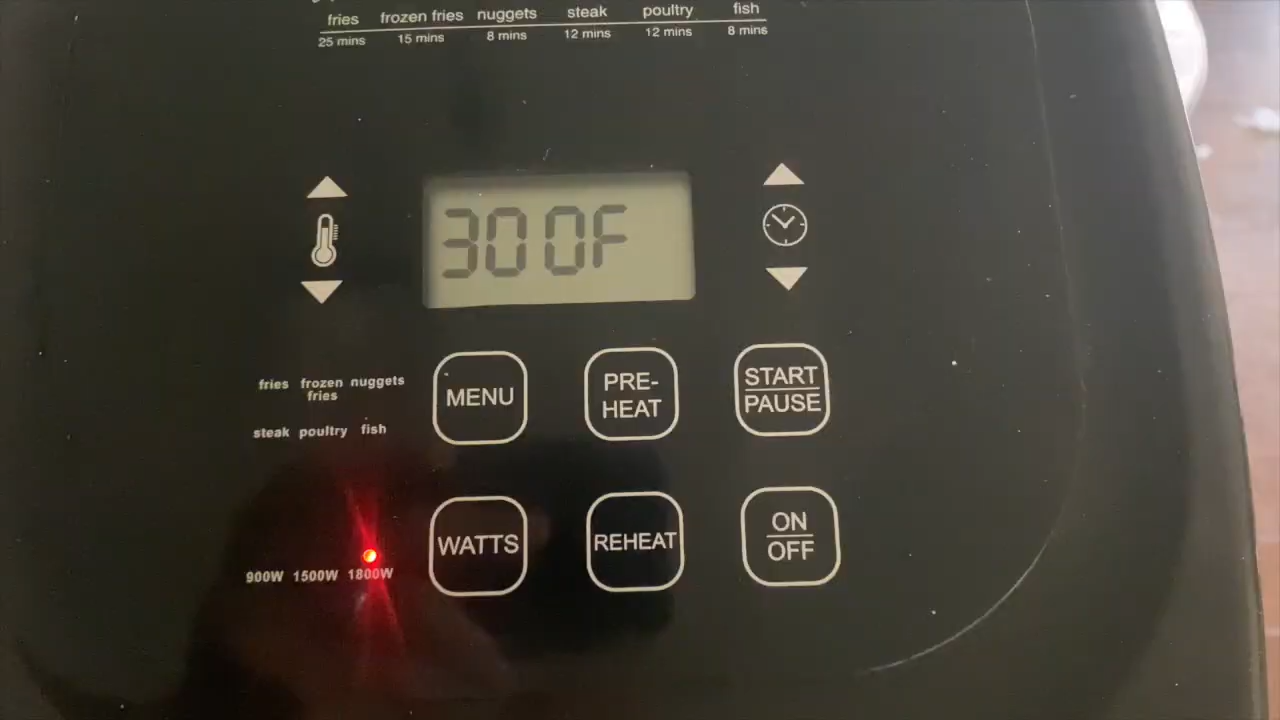 fries frozen fries nuggets steak poultry fish
25 mins 15 mins 8 mins 12 mins 12 mins 8 mins
300F
fries frozen fries nuggets
steak poultry fish
MENU
PRE-
HEAT
START
PAUSE
900W 1500W 1800W
WATTS
REHEAT
ON
OFF